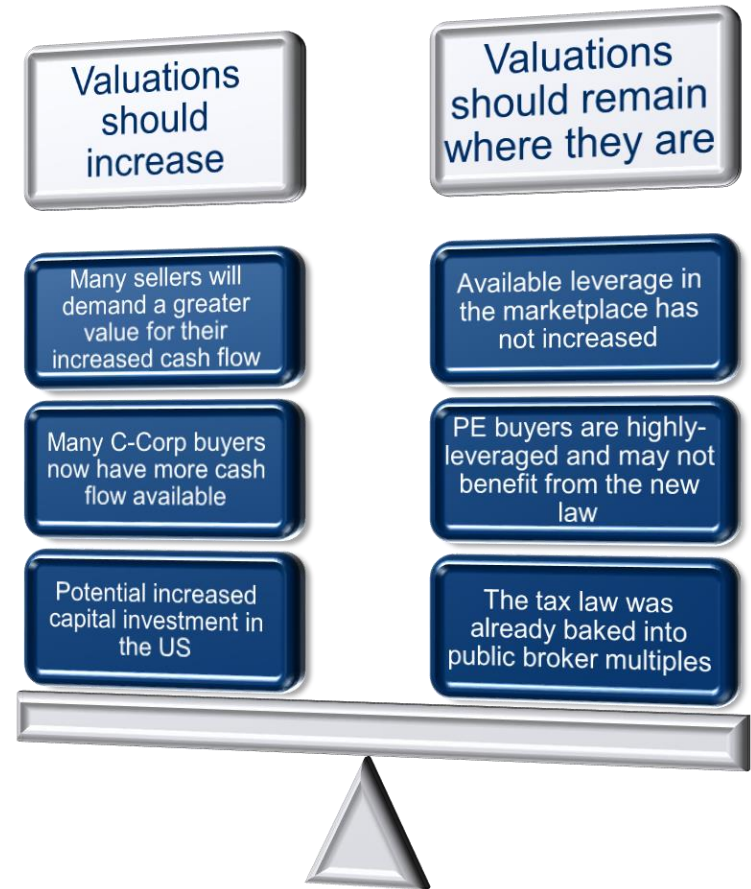 Valuations
should
increase
Many sellers will
demand a greater
value for their
increased cash flow
Many C-Corp buyers
now have more cash
flow available
Potential increased
capital investment in
the US
Valuations
should remain
where they are
Available leverage in
the marketplace has
not increased
PE buyers are highly-
leveraged and may not
benefit from the new
law
The tax law was
already baked into
public broker multiples